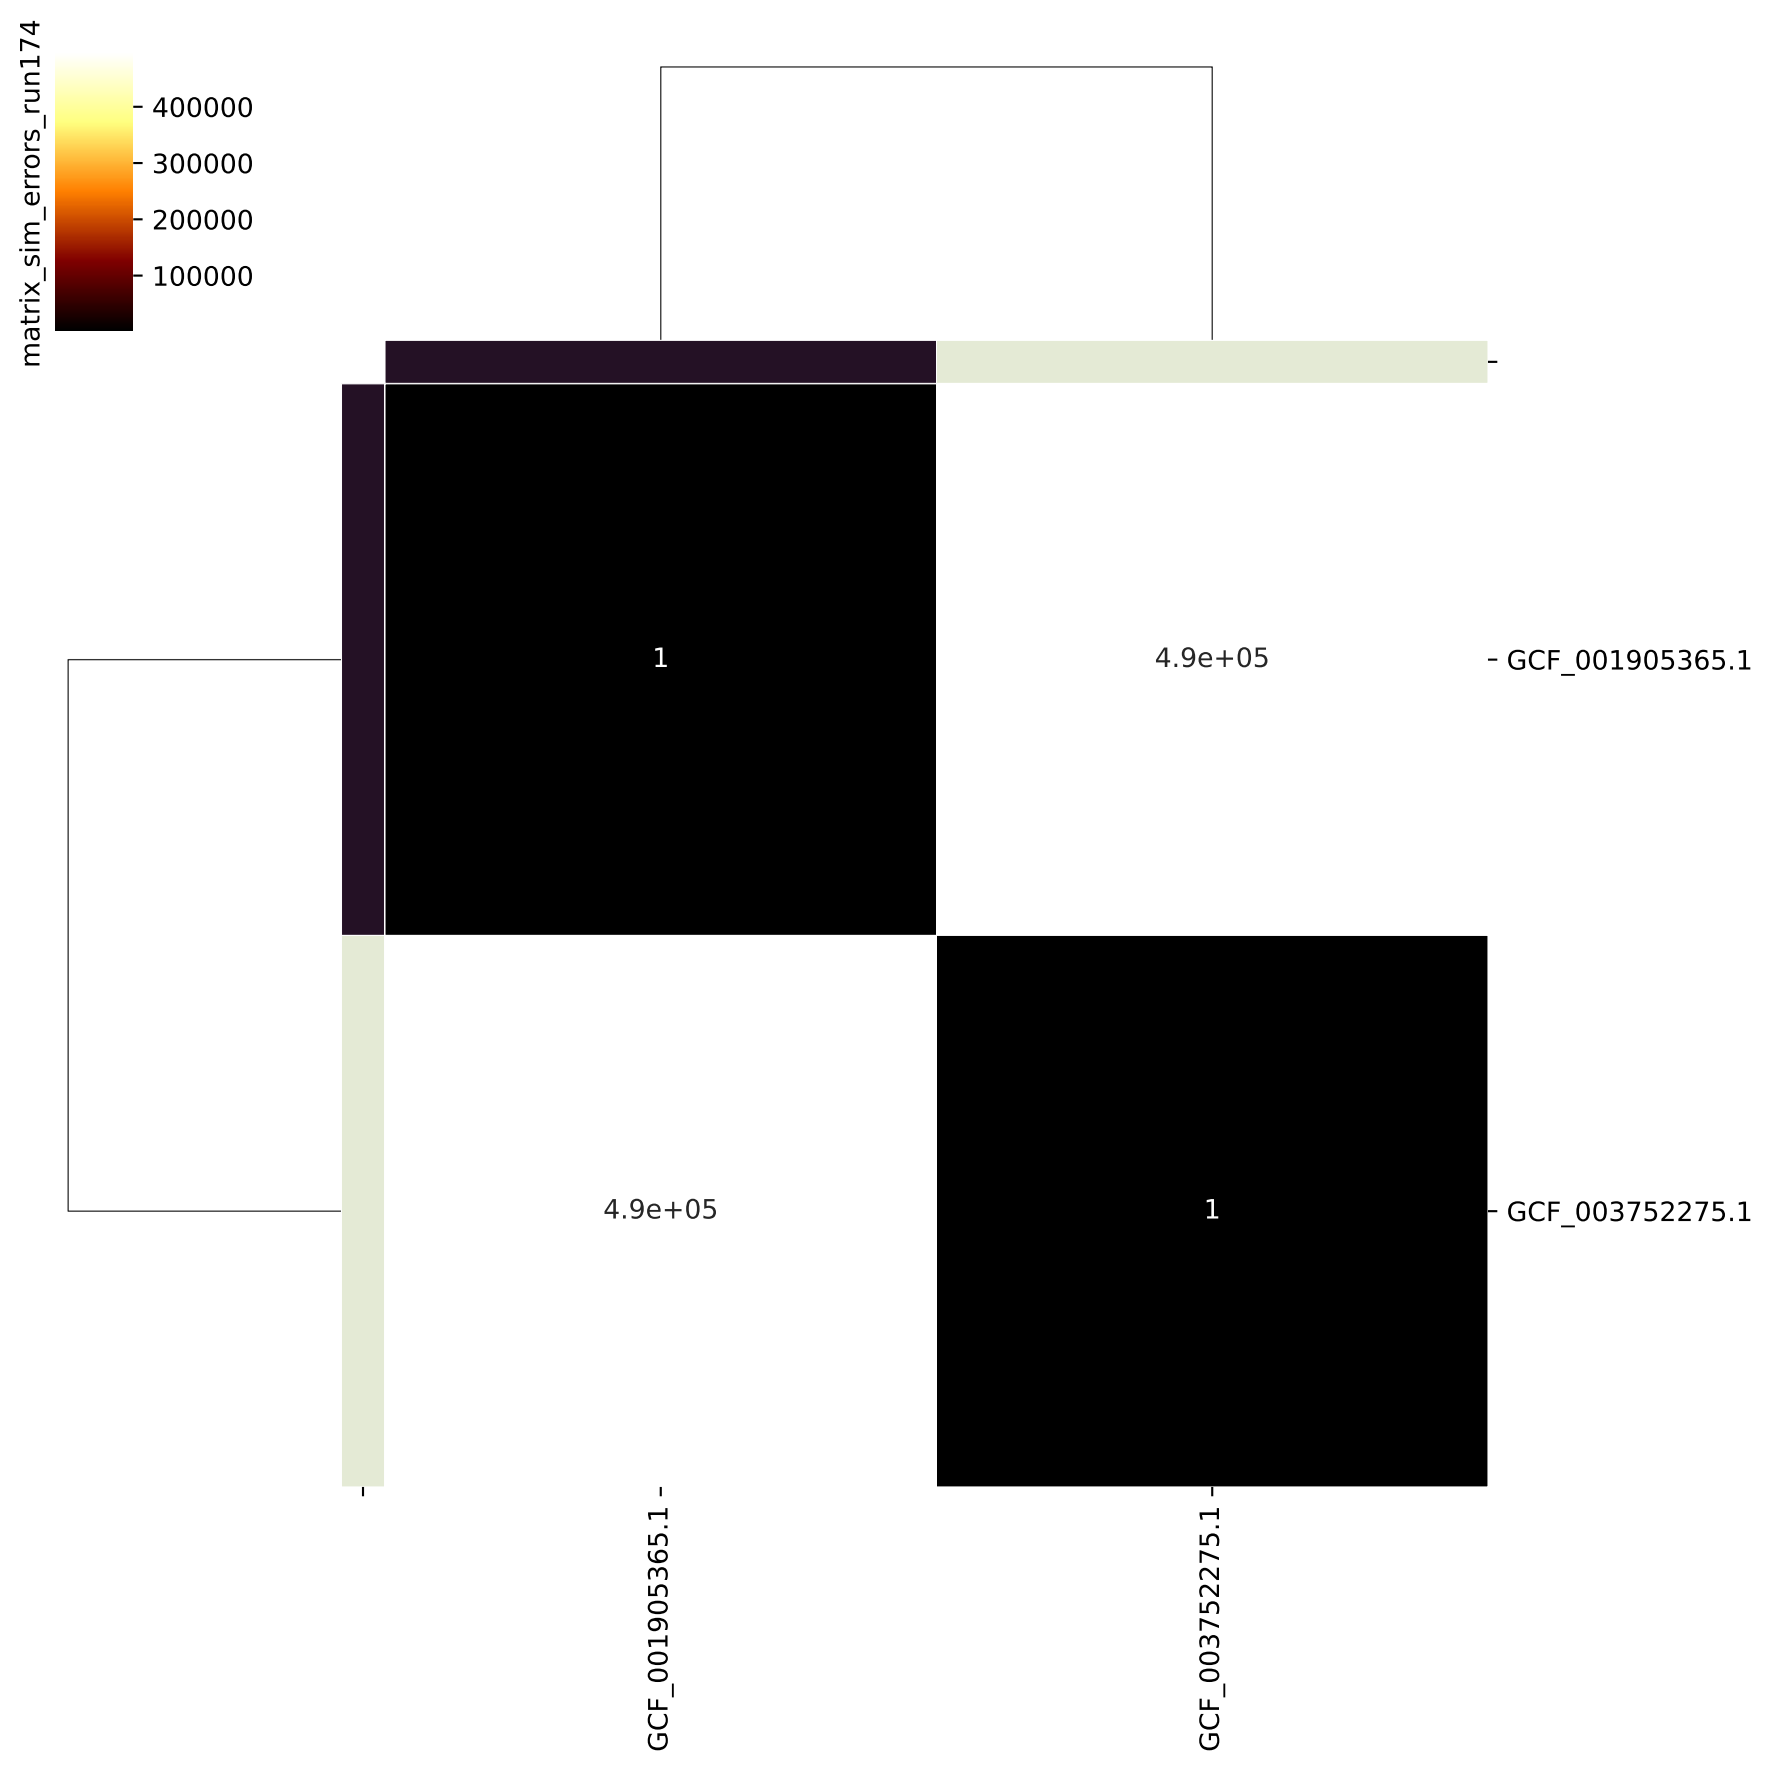 matrix_sim_errors_run174
400000
300000
200000
100000
1
4.9e+05
GCF_001905365.1
4.9e+05
1
GCF_003752275.1
GCF_001905365.1
GCF_003752275.1